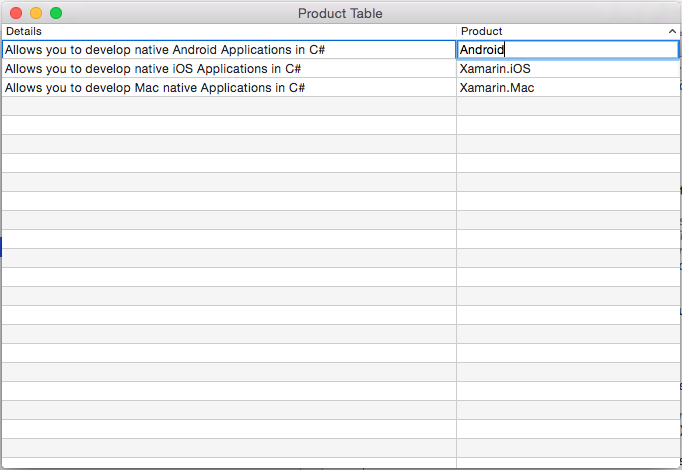 Product Table
Details Product
Allows you to develop native Android Applications in C# Android
Allows you to develop native iOS Applications in C# Xamarin.iOS
Allows you to develop Mac native Applications in C# Xamarin.Mac